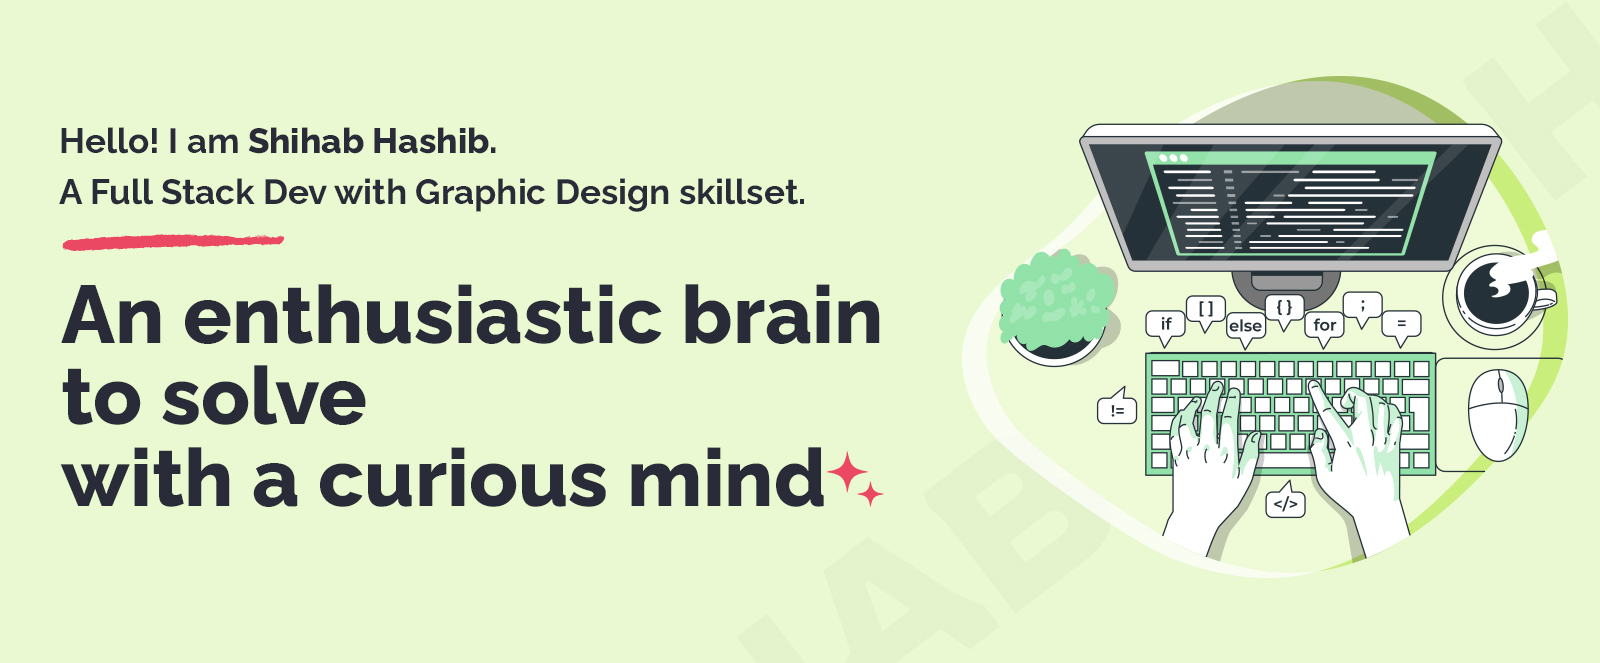 Hello! I am Shihab Hashib.
A Full Stack Dev with Graphic Design skillset.
An enthusiastic brain
to solve
with a curious mind
if
[ ]
else
{ }
for
;
=
!=
</>